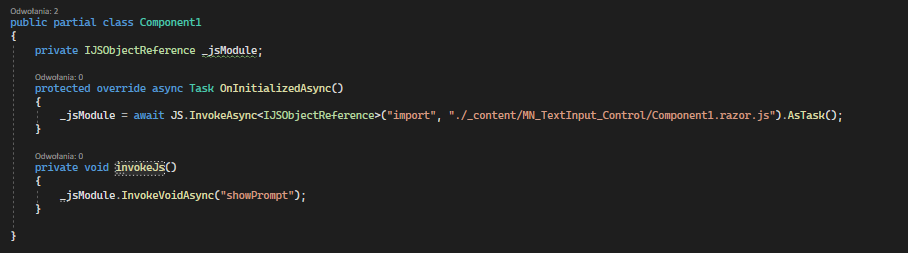 Odwołania: 2
public partial class Component1
{
private IJSObjectReference _jsModule;
Odwołania: 0
protected override async Task OnInitializedAsync()
{
_jsModule = await JS.InvokeAsync<IJSObjectReference>("import", "./_content/MN_TextInput_Control/Component1.razor.js").AsTask();
}
Odwołania: 0
private void invokeJs()
{
_jsModule.InvokeVoidAsync("showPrompt");
}
}